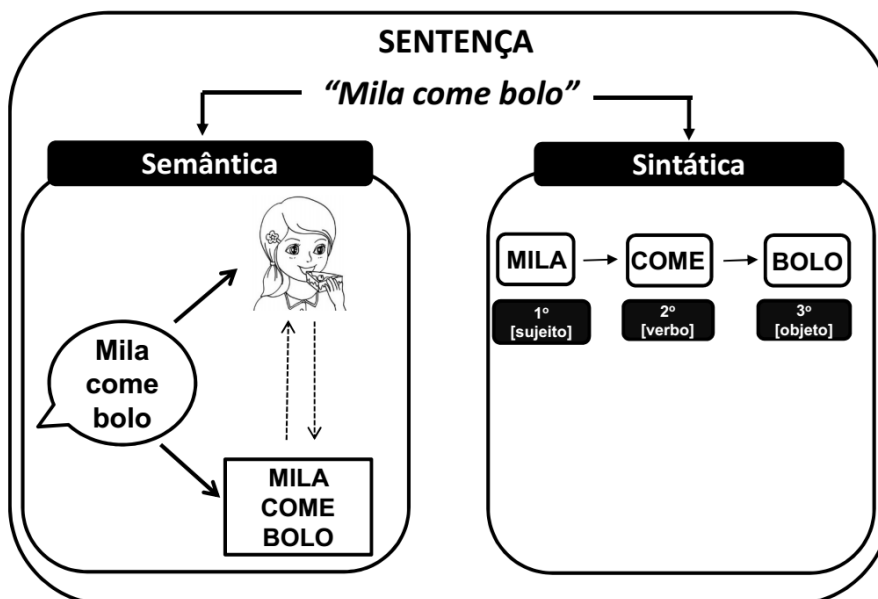 SENTENÇA
“Mila come bolo”
Semântica
Mila
come
bolo
MILA
COME
BOLO
Sintática
MILA
COME
BOLO
1º
[sujeito]
2º
[verbo]
3º
[objeto]